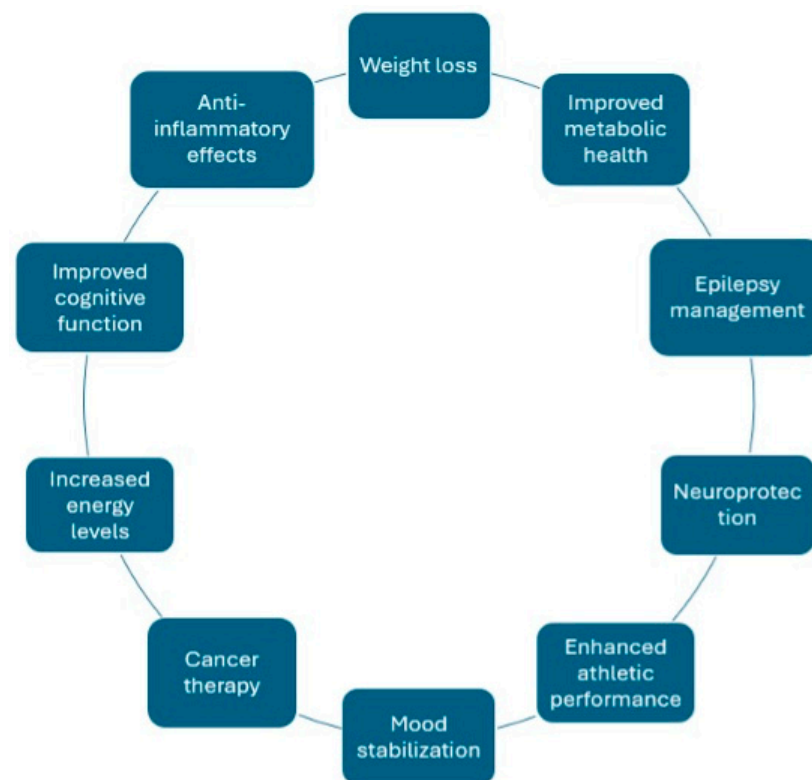 Weight loss
Improved
metabolic
health
Epilepsy
management
Neuroprotec
tion
Enhanced
athletic
performance
Mood
stabilization
Cancer
therapy
Increased
energy
levels
Improved
cognitive
function
Anti-
inflammatory
effects